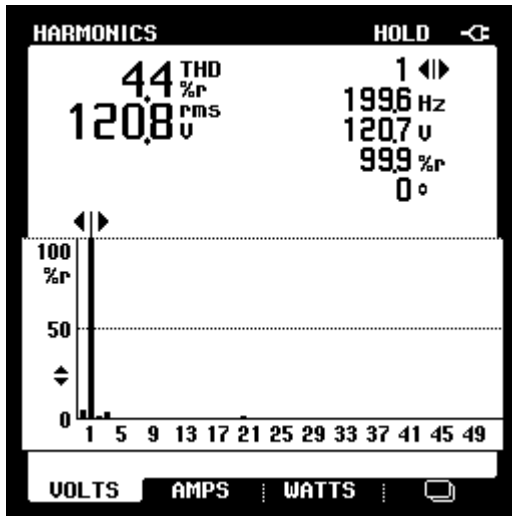 HARMONICS HOLD
4.4 THD %r
120.8 rms V
1
199.6 Hz
120.7 V
99.9 %r
0 °
100
%r
50
0
1 5 9 13 17 21 25 29 33 37 41 45 49
VOLTS AMPS WATTS